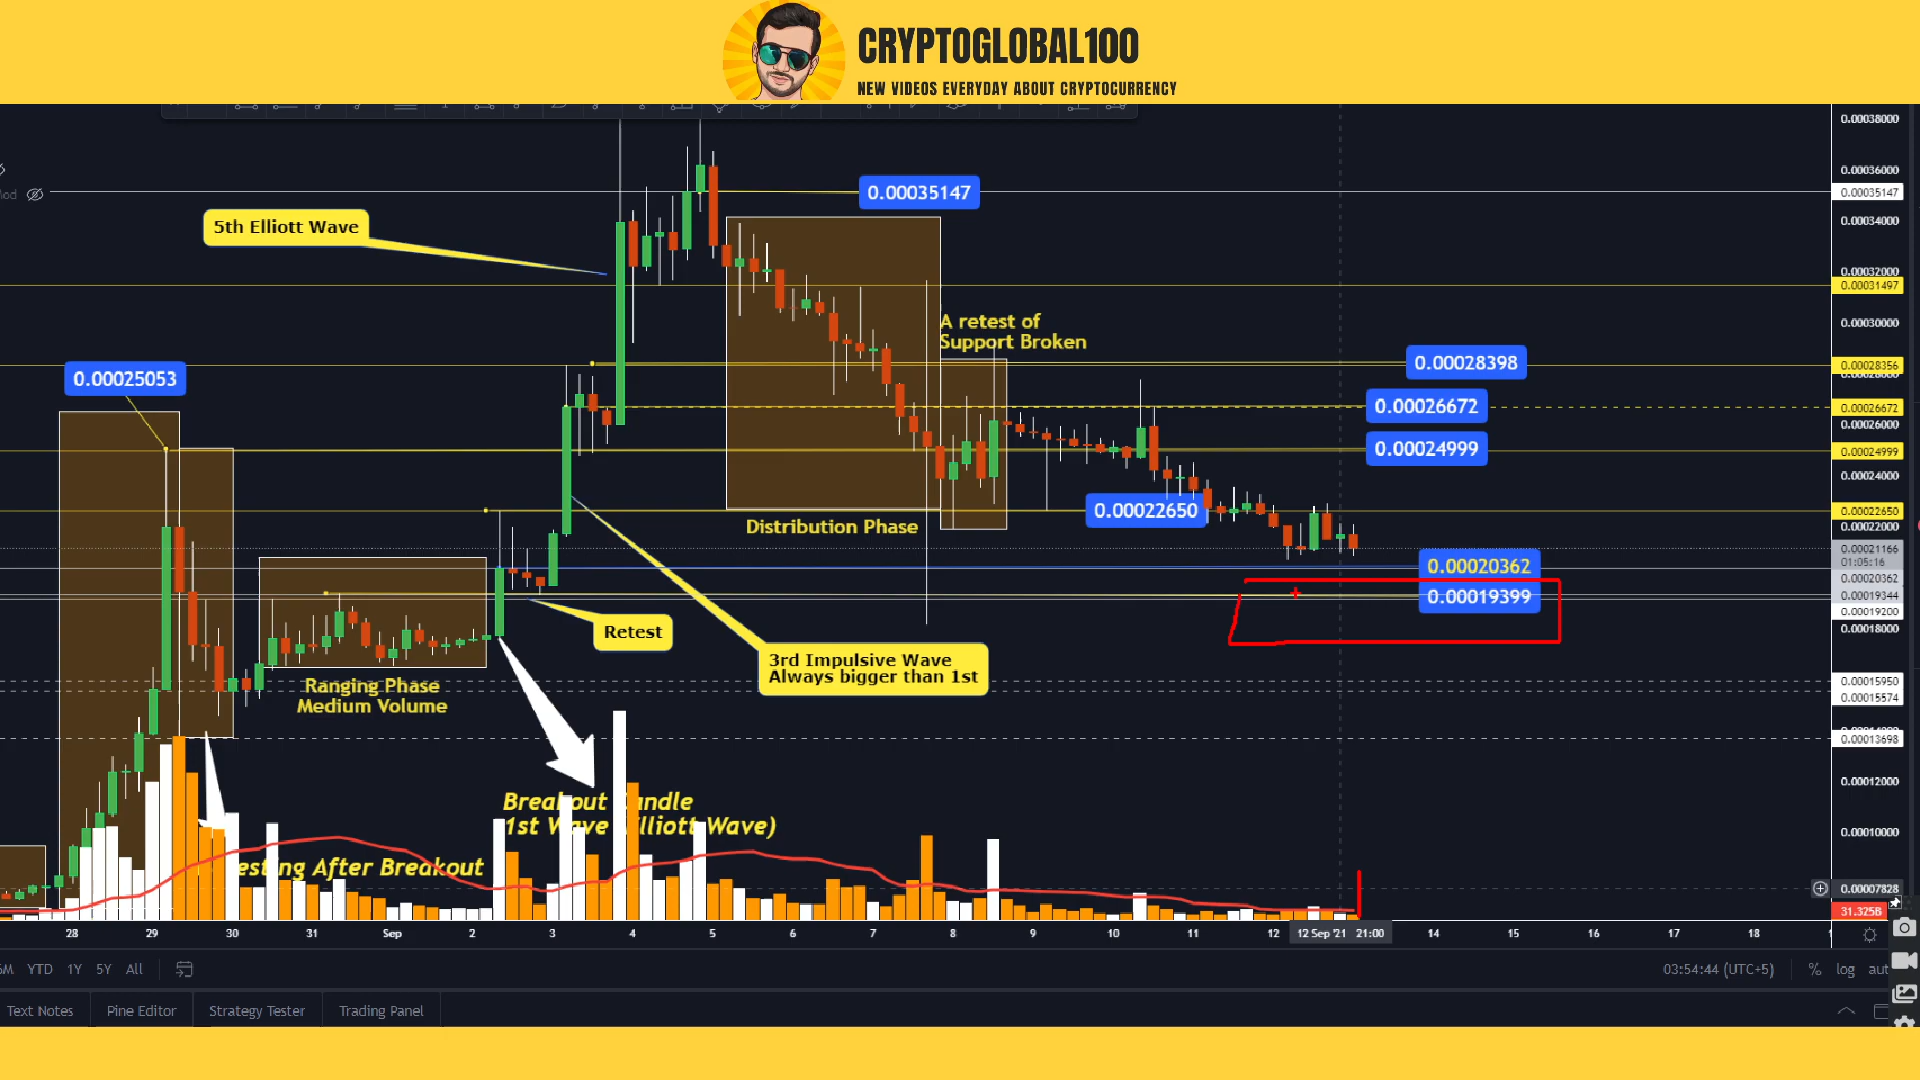 CRYPTOGLOBAL100
NEW VIDEOS EVERYDAY ABOUT CRYPTOCURRENCY
0.00038000
0.00036000
0.00035147
0.00035147
5th Elliott Wave
0.00034000
0.00032000
0.00031497
A retest of
Support Broken
0.00030000
0.00028398
0.00028356
0.00025053
0.00026672
0.00026672
0.00026000
0.00024999
0.00024999
0.00024000
0.00022650
0.00022650
Distribution Phase
0.00022000
0.00021166
01:05:16
0.00020362
0.00020362
0.00019399
0.00019344
0.00019200
0.00018000
Retest
3rd Impulsive Wave
Always bigger than 1st
Ranging Phase
Medium Volume
0.00015950
0.00015574
0.00013698
0.00012000
Breakout Candle
1st Wave (Elliott Wave)
0.00010000
esting After Breakout
0.00007828
31.325B
28 29 30 31 Sep 2 3 4 5 6 7 8 9 10 11 12 12 Sep '21 21:00 14 15 16 17 18
YTD 1Y 5Y All
03:54:44 (UTC+5) % log
Text Notes Pine Editor Strategy Tester Trading Panel